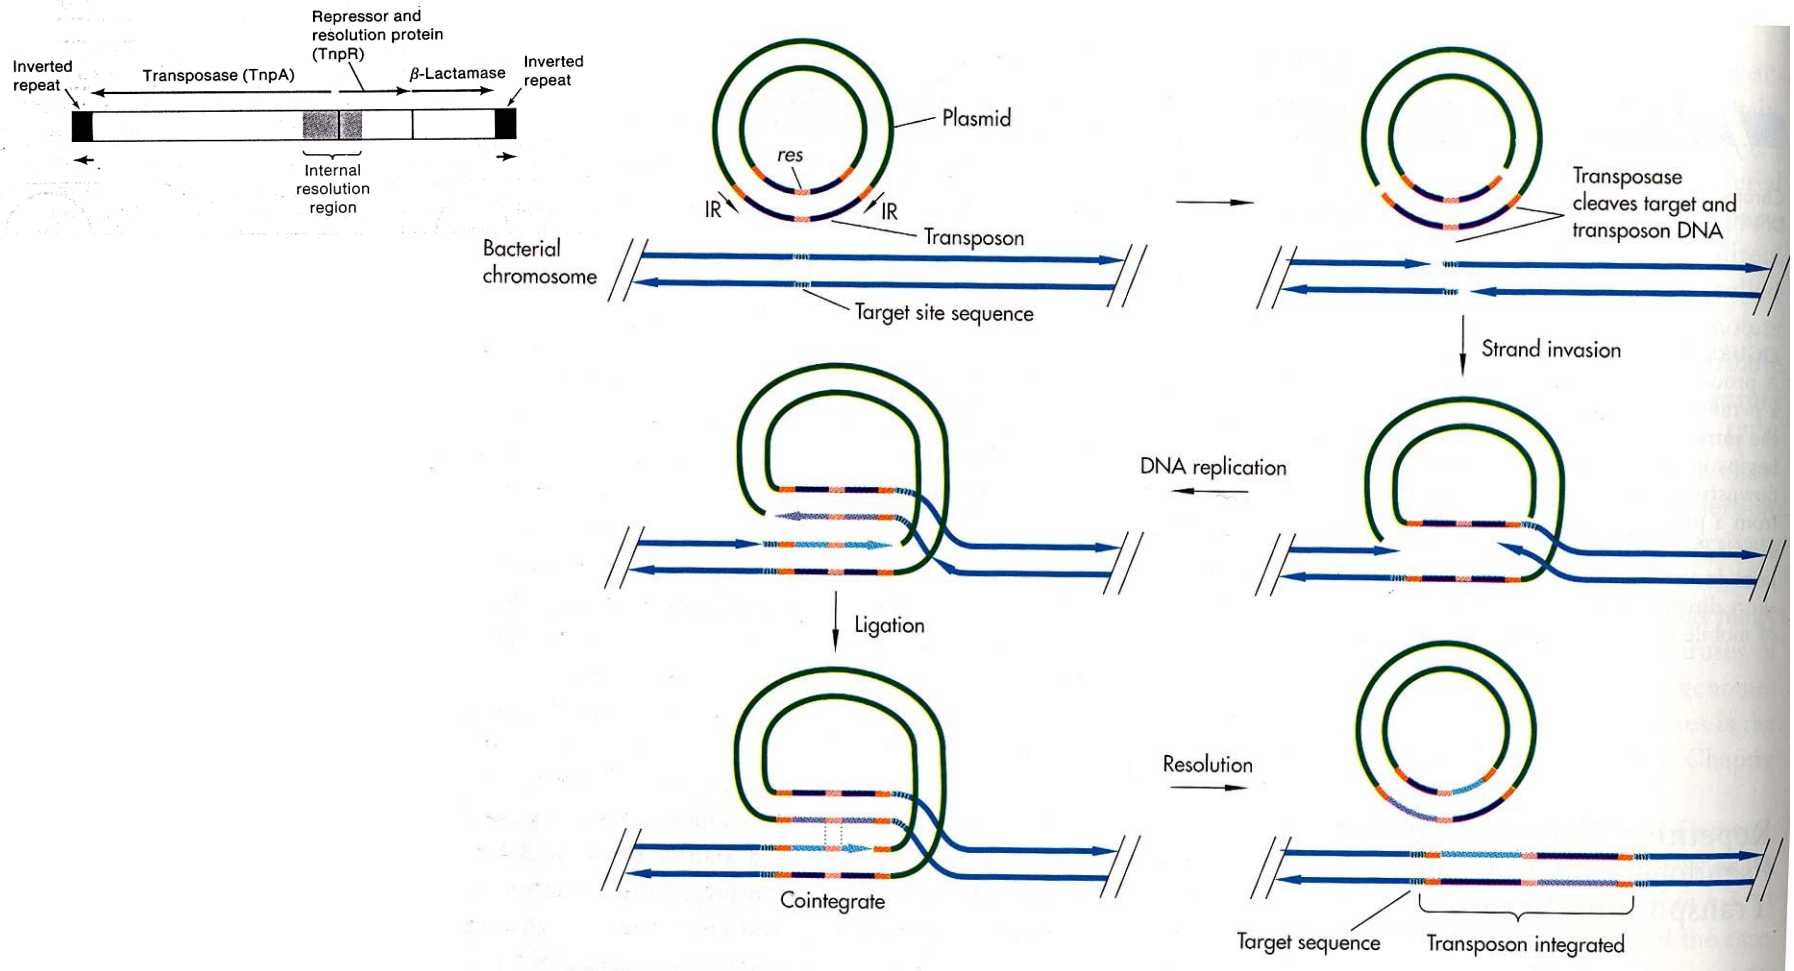 Repressor and
resolution protein
(TnpR)
Inverted
repeat
Transposase (TnpA)
β-Lactamase
Inverted
repeat
Internal
resolution
region
Plasmid
res
IR
IR
Transposon
Bacterial
chromosome
Target site sequence
Transposase
cleaves target and
transposon DNA
Strand invasion
DNA replication
Ligation
Cointegrate
Resolution
Target sequence
Transposon integrated